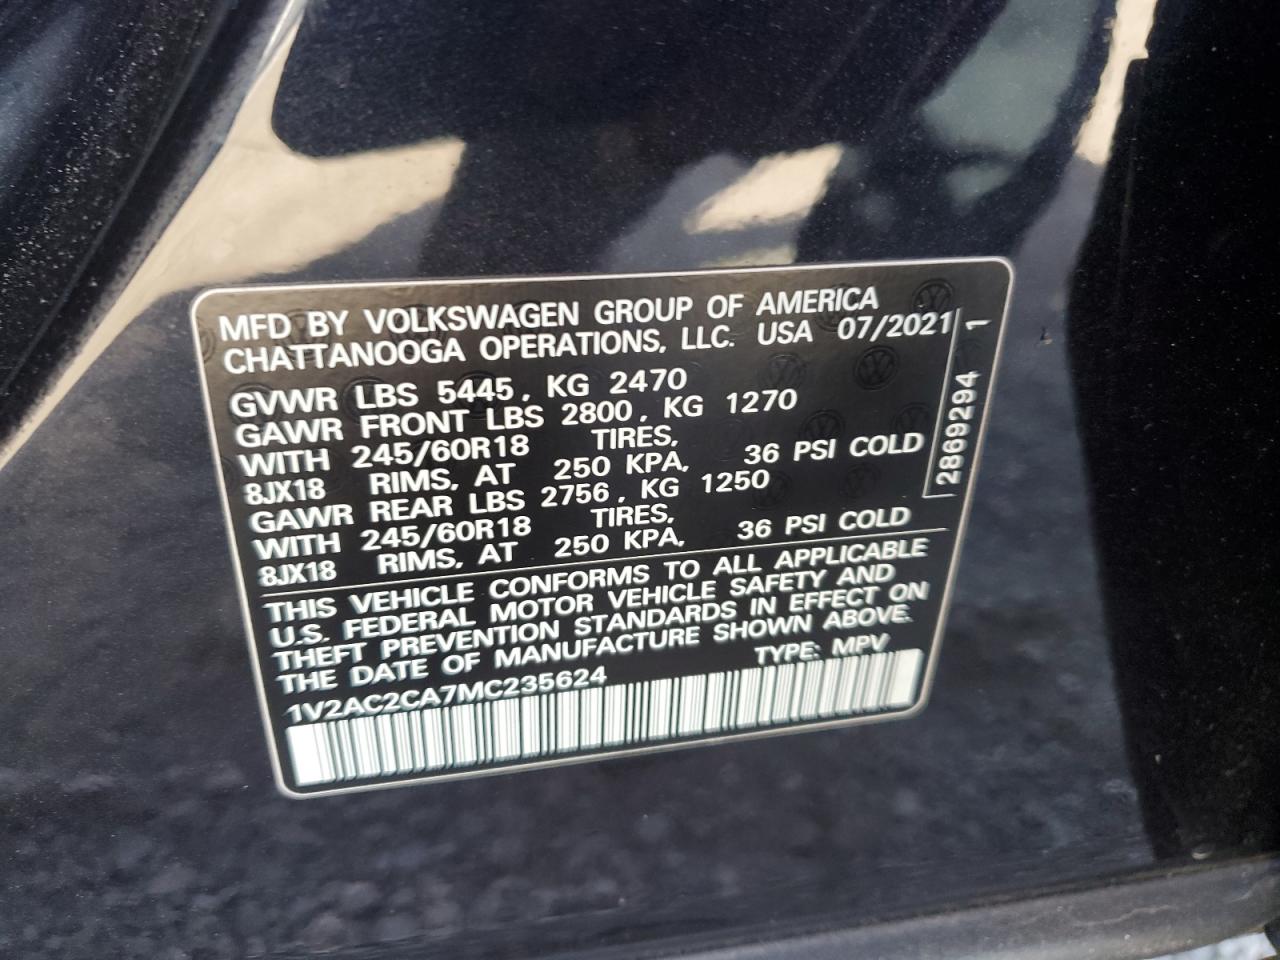 MFD BY VOLKSWAGEN GROUP OF AMERICA
CHATTANOOGA OPERATIONS, LLC. USA 07/2021
GVWR LBS 5445, KG 2470
GAWR FRONT LBS 2800, KG 1270
WITH 245/60R18 TIRES,
8JX18 RIMS, AT 250 KPA, 36 PSI COLD
GAWR REAR LBS 2756, KG 1250
WITH 245/60R18 TIRES,
8JX18 RIMS, AT 250 KPA, 36 PSI COLD
THIS VEHICLE CONFORMS TO ALL APPLICABLE
U.S. FEDERAL MOTOR VEHICLE SAFETY AND
THEFT PREVENTION STANDARDS IN EFFECT ON
THE DATE OF MANUFACTURE SHOWN ABOVE.
1V2AC2CA7MC235624 TYPE: MPV
2869294 1